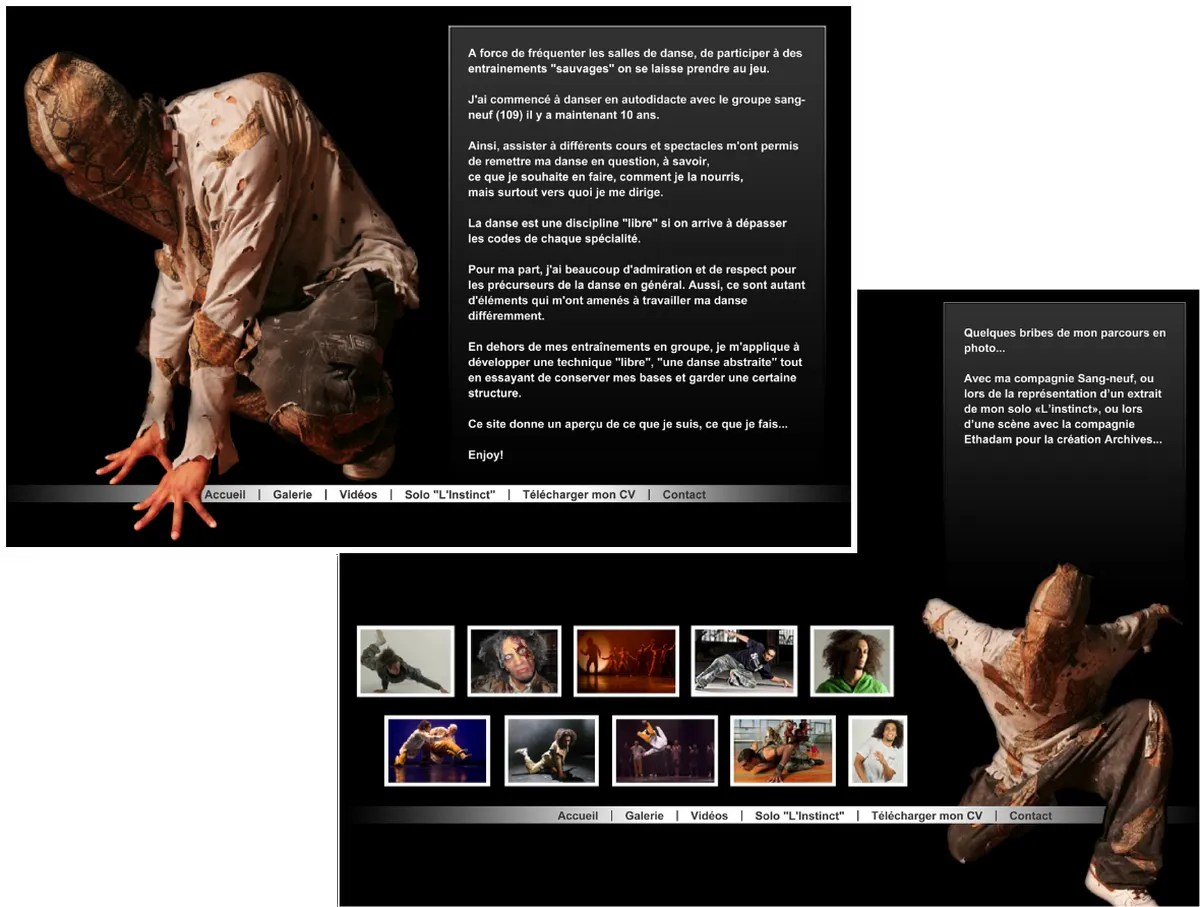 A force de fréquenter les salles de danse, de participer à des
entrainements "sauvages" on se laisse prendre au jeu.
J'ai commencé à danser en autodidacte avec le groupe sang-
neuf (109) il y a maintenant 10 ans.
Ainsi, assister à différents cours et spectacles m'ont permis
de remettre ma danse en question, à savoir,
ce que je souhaite en faire, comment je la nourris,
mais surtout vers quoi je me dirige.
La danse est une discipline "libre" si on arrive à dépasser
les codes de chaque spécialité.
Pour ma part, j'ai beaucoup d'admiration et de respect pour
les précurseurs de la danse en général. Aussi, ce sont autant
d'éléments qui m'ont amenés à travailler ma danse
différemment.
En dehors de mes entraînements en groupe, je m'applique à
développer une technique "libre", "une danse abstraite" tout
en essayant de conserver mes bases et garder une certaine
structure.
Ce site donne un aperçu de ce que je suis, ce que je fais...
Enjoy!
Accueil | Galerie | Vidéos | Solo "L'Instinct" | Télécharger mon CV | Contact
Quelques bribes de mon parcours en
photo...
Avec ma compagnie Sang-neuf, ou
lors de la représentation d'un extrait
de mon solo «L'instinct», ou lors
d'une scène avec la compagnie
Ethadam pour la création Archives...
Accueil | Galerie | Vidéos | Solo "L'Instinct" | Télécharger mon CV | Contact